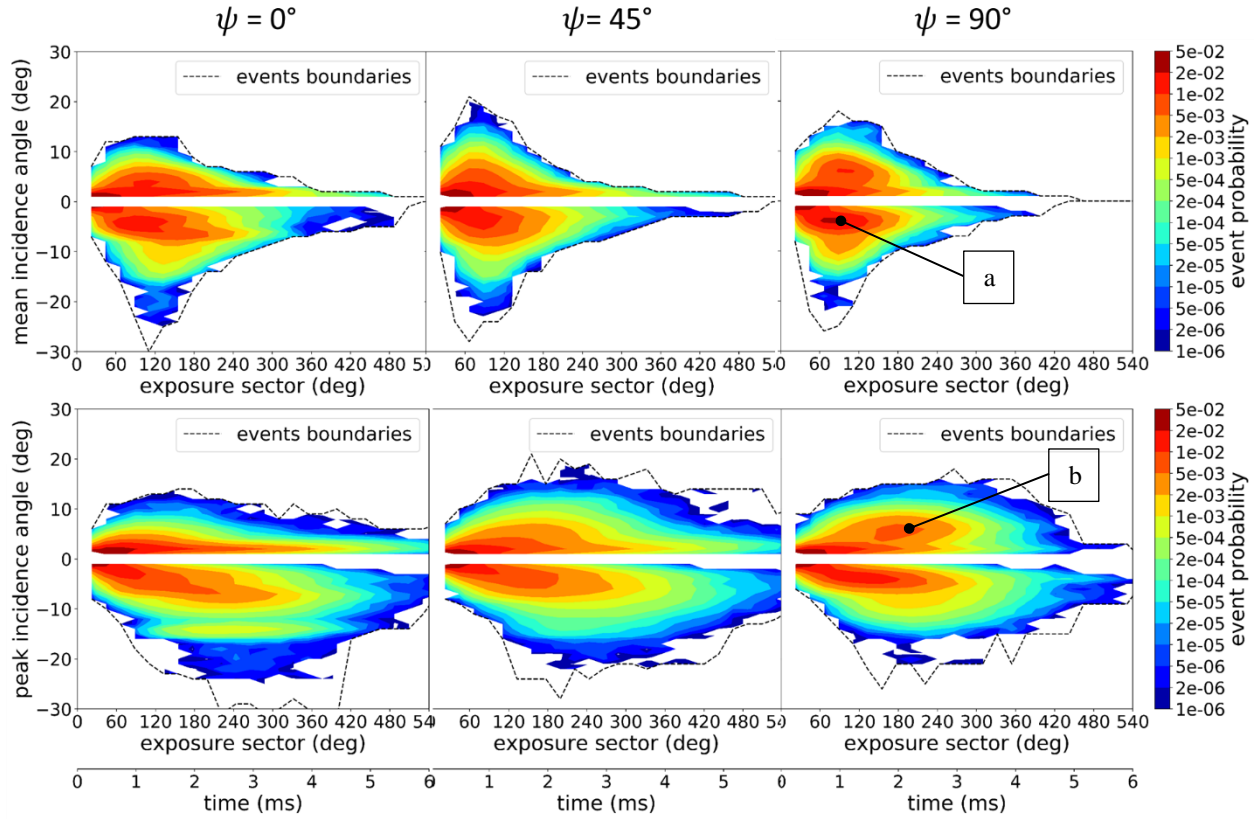 ψ = 0° ψ = 45° ψ = 90°
mean incidence angle (deg)
30
20
10
0
−10
−20
−30
events boundaries
events boundaries
events boundaries
a
0 60 120 180 240 300 360 420 480
60 120 180 240 300 360 420 480
60 120 180 240 300 360 420 480 540
exposure sector (deg) exposure sector (deg) exposure sector (deg)
5e-02
2e-02
1e-02
5e-03
2e-03
1e-03
5e-04
2e-04
1e-04
5e-05
2e-05
1e-05
5e-06
2e-06
1e-06
event probability
peak incidence angle (deg)
30
20
10
0
−10
−20
−30
events boundaries
events boundaries
events boundaries
b
0 60 120 180 240 300 360 420 480 54
60 120 180 240 300 360 420 480 54
60 120 180 240 300 360 420 480 540
exposure sector (deg) exposure sector (deg) exposure sector (deg)
5e-02
2e-02
1e-02
5e-03
2e-03
1e-03
5e-04
2e-04
1e-04
5e-05
2e-05
1e-05
5e-06
2e-06
1e-06
event probability
0 1 2 3 4 5 6
1 2 3 4 5 6
1 2 3 4 5 6
time (ms) time (ms) time (ms)